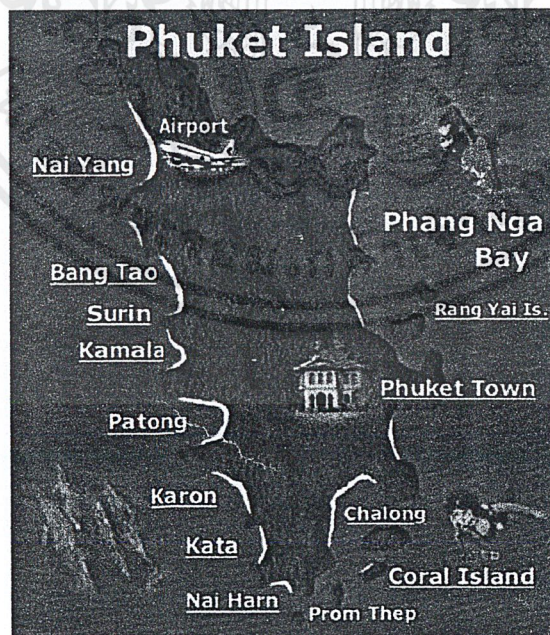 Phuket Island
Airport
Nai Yang
Phang Nga
Bay
Bang Tao
Surin
Rang Yai Is.
Kamala
Phuket Town
Patong
Karon
Chalong
Kata
Coral Island
Nai Harn
Prom Thep